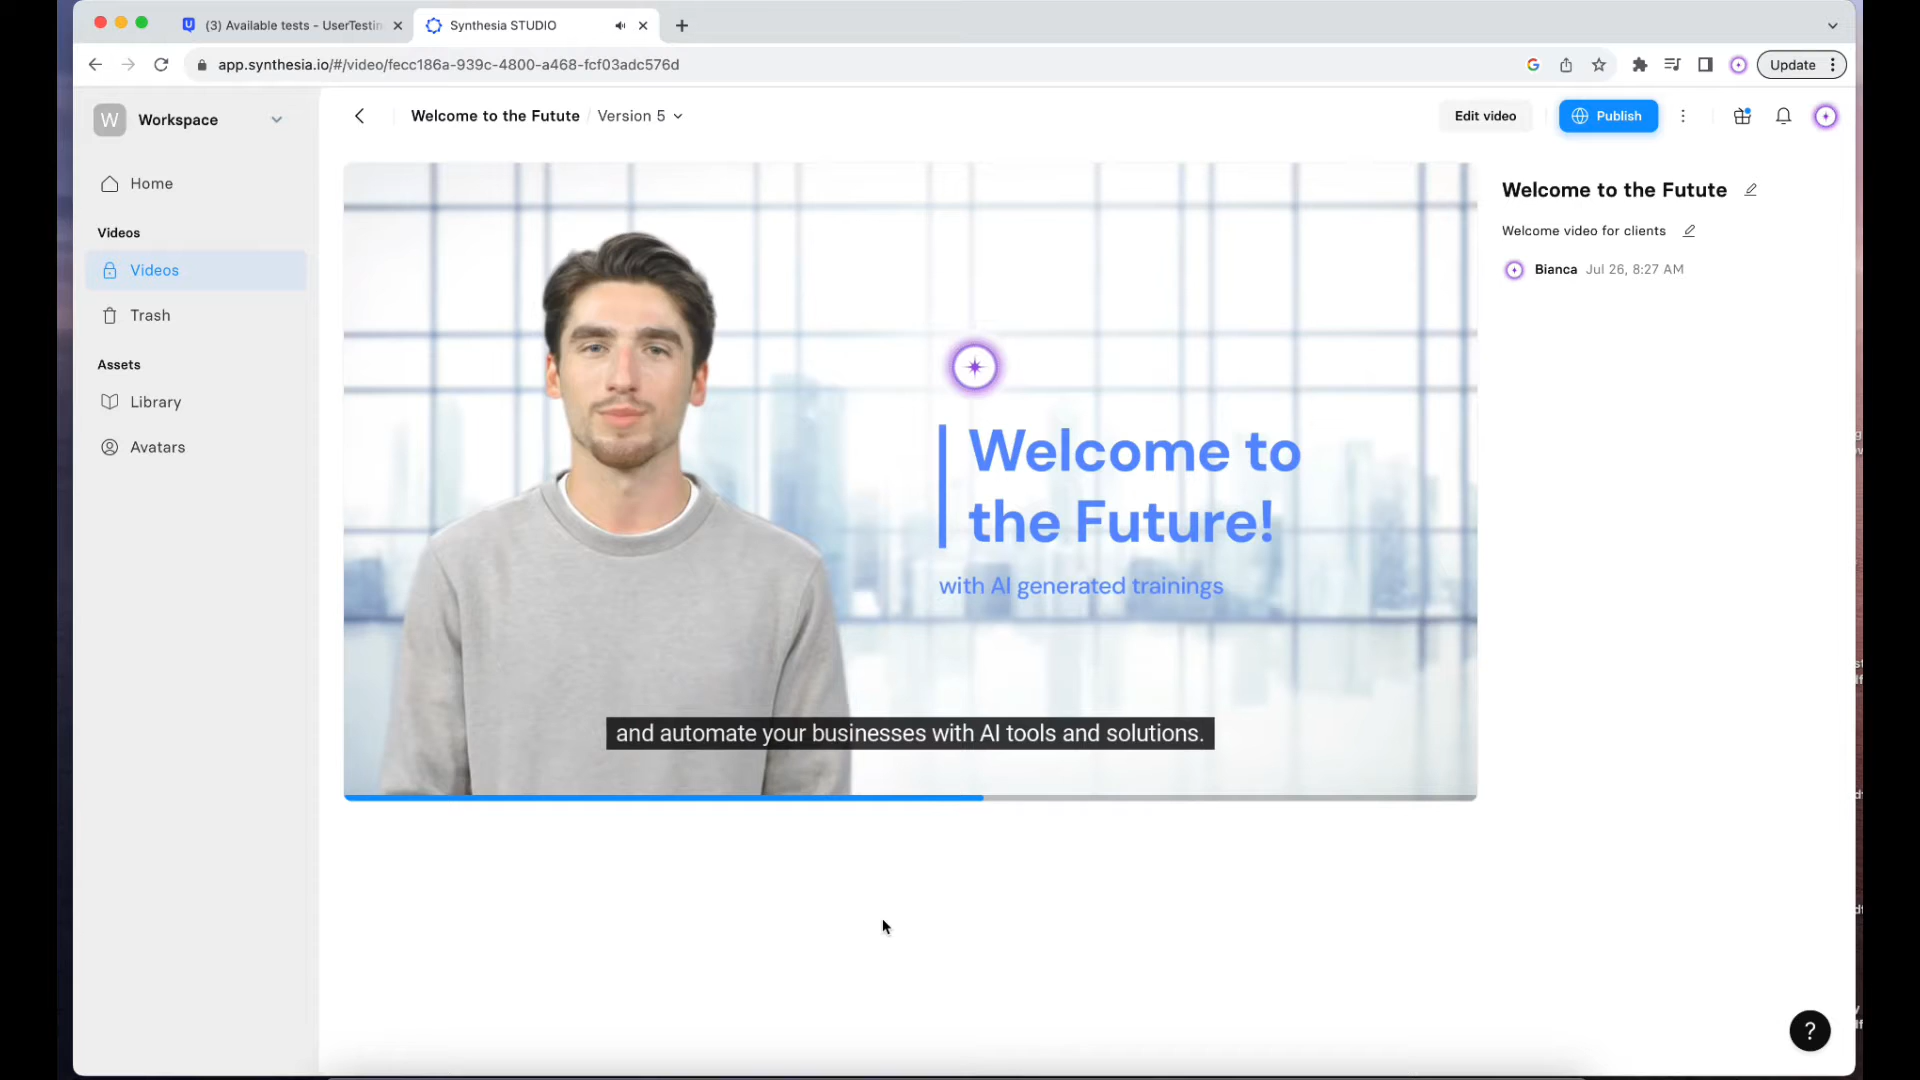 (3) Available tests - UserTestin
Synthesia STUDIO
app.synthesia.io/#/video/fecc186a-939c-4800-a468-fcf03adc576d
Update
W Workspace
Welcome to the Futute / Version 5
Edit video
Publish
Home
Videos
Videos
Trash
Assets
Library
Avatars
Welcome to
the Future!
with AI generated trainings
and automate your businesses with AI tools and solutions.
Welcome to the Futute
Welcome video for clients
Bianca Jul 26, 8:27 AM
?